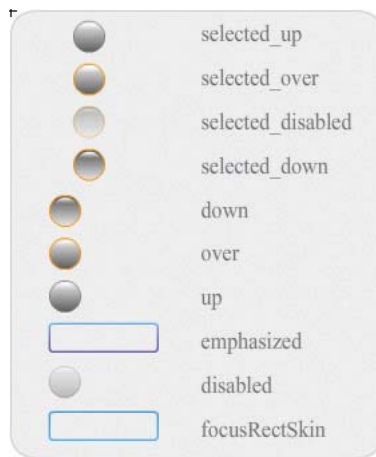 selected_up
selected_over
selected_disabled
selected_down
down
over
up
emphasized
disabled
focusRectSkin